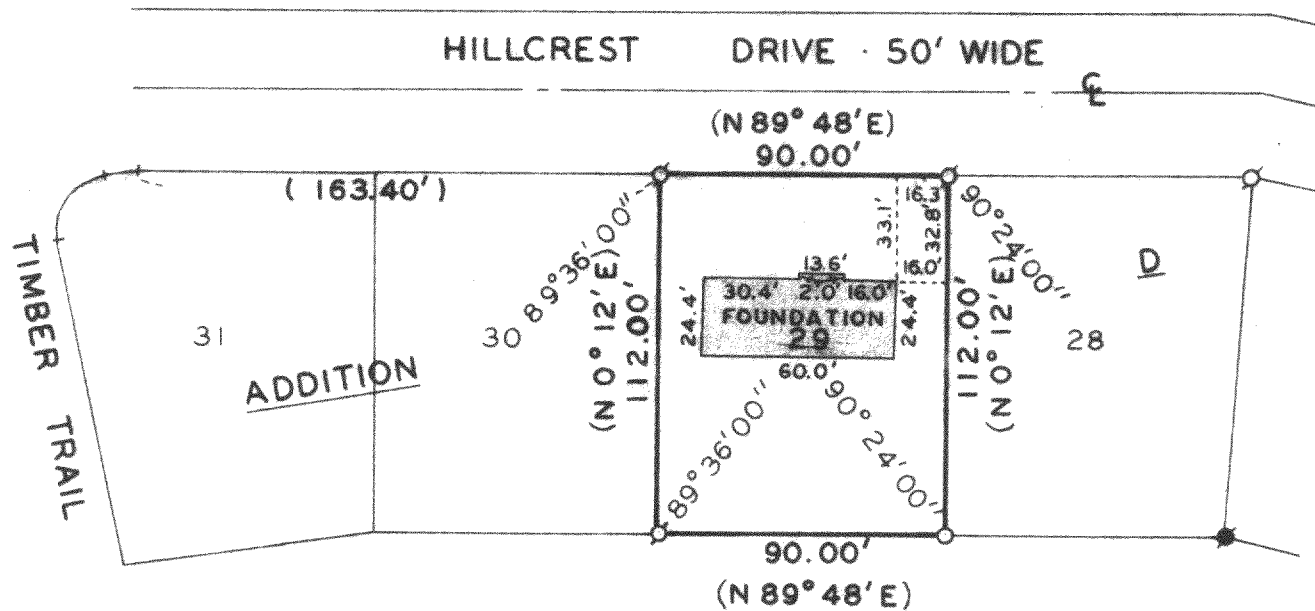 HILLCREST DRIVE · 50' WIDE
℄
(N 89° 48' E)
90.00'
( 163.40')
16.3'
33.1'
32.8'
16.0'
89°36'00"
90°24'00"
(N 0° 12' E)
112.00'
13.6'
30.4' 2.0' 16.0'
FOUNDATION
29
24.4'
24.4'
60.0'
112.00'
(N 0° 12' E)
D
TIMBER TRAIL
31
30
28
ADDITION
89°36'00"
90°24'00"
90.00'
(N 89° 48' E)